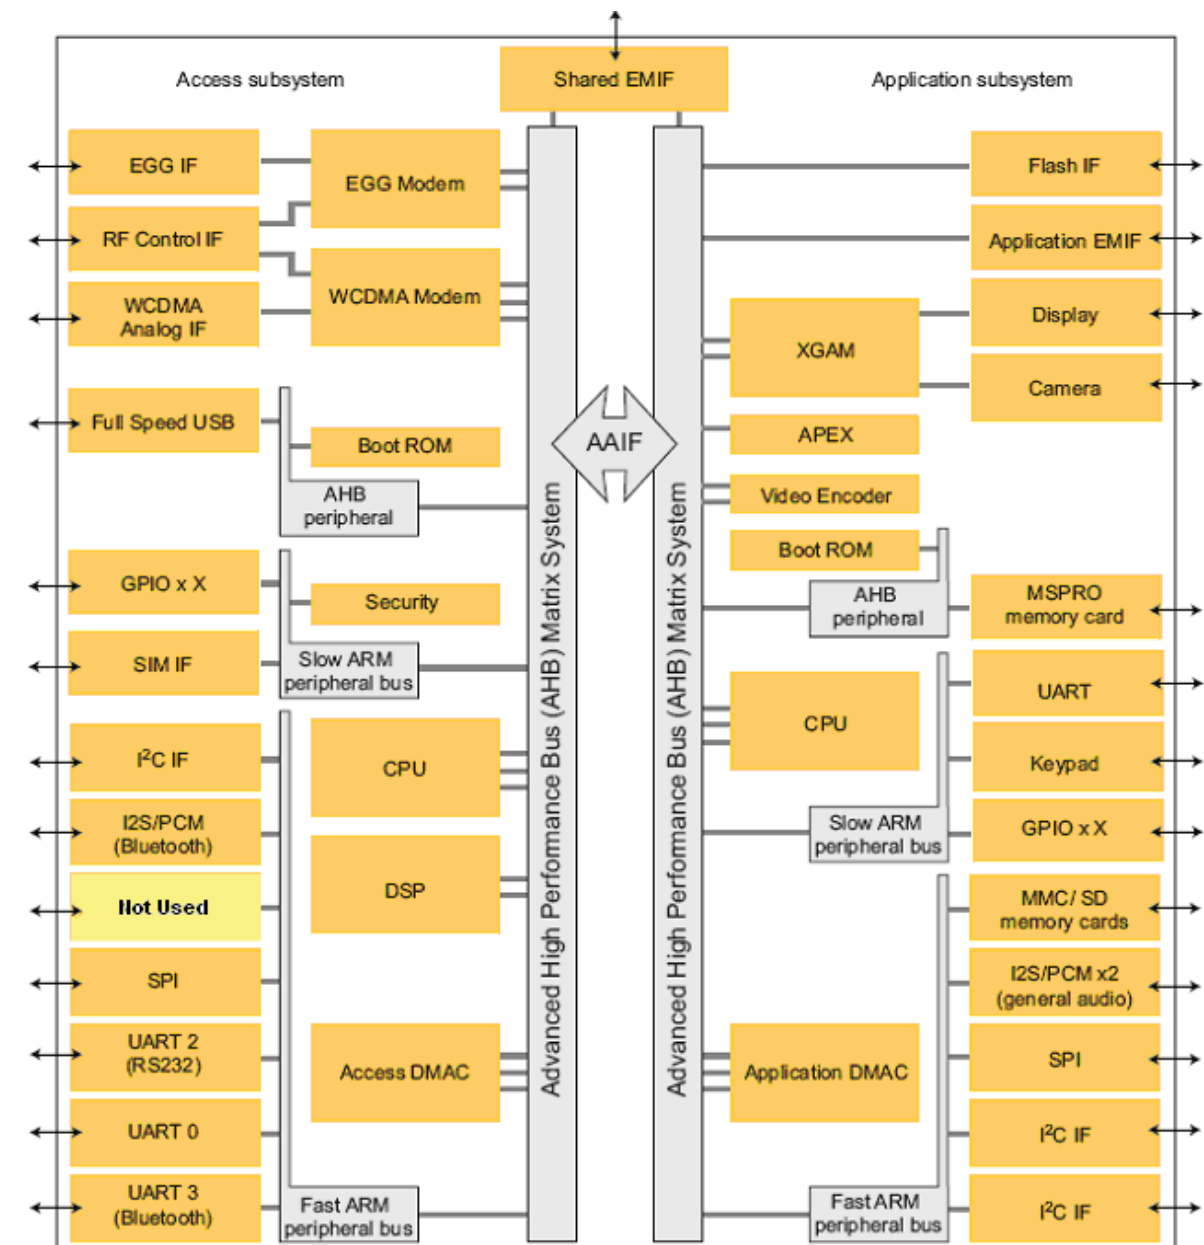 Access subsystem
Shared EMIF
Application subsystem
EGG IF
EGG Modem
RF Control IF
WCDMA Modem
WCDMA
Analog IF
Full Speed USB
Boot ROM
AHB
peripheral
GPIO x X
Security
SIM IF
Slow ARM
peripheral bus
I²C IF
CPU
I2S/PCM
(Bluetooth)
DSP
Not Used
SPI
UART 2
(RS232)
Access DMAC
UART 0
UART 3
(Bluetooth)
Fast ARM
peripheral bus
Advanced High Performance Bus (AHB) Matrix System
AAIF
Advanced High Performance Bus (AHB) Matrix System
Flash IF
Application EMIF
Display
XGAM
Camera
APEX
Video Encoder
Boot ROM
AHB
peripheral
MSPRO
memory card
UART
CPU
Keypad
Slow ARM
peripheral bus
GPIO x X
MMC/ SD
memory cards
I2S/PCM x2
(general audio)
SPI
Application DMAC
I²C IF
Fast ARM
peripheral bus
I²C IF